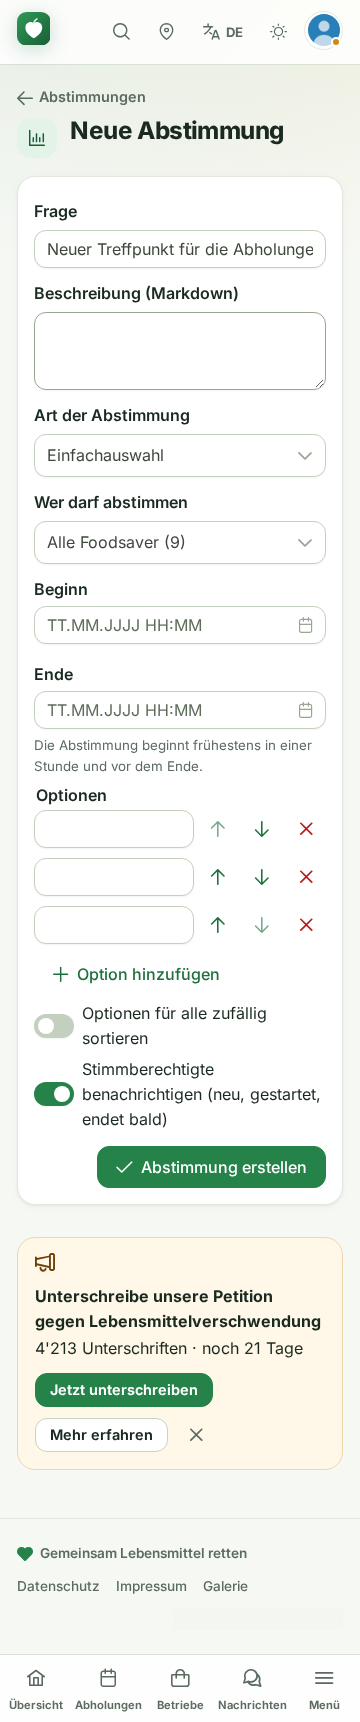 DE
Abstimmungen
Neue Abstimmung
Frage
Neuer Treffpunkt für die Abholunge
Beschreibung (Markdown)
Art der Abstimmung
Einfachauswahl
Wer darf abstimmen
Alle Foodsaver (9)
Beginn
TT.MM.JJJJ HH:MM
Ende
TT.MM.JJJJ HH:MM
Die Abstimmung beginnt frühestens in einer
Stunde und vor dem Ende.
Optionen
Option hinzufügen
Optionen für alle zufällig
sortieren
Stimmberechtigte
benachrichtigen (neu, gestartet,
endet bald)
Abstimmung erstellen
Unterschreibe unsere Petition
gegen Lebensmittelverschwendung
4'213 Unterschriften · noch 21 Tage
Jetzt unterschreiben
Mehr erfahren
Gemeinsam Lebensmittel retten
Datenschutz Impressum Galerie
Übersicht Abholungen Betriebe Nachrichten Menü